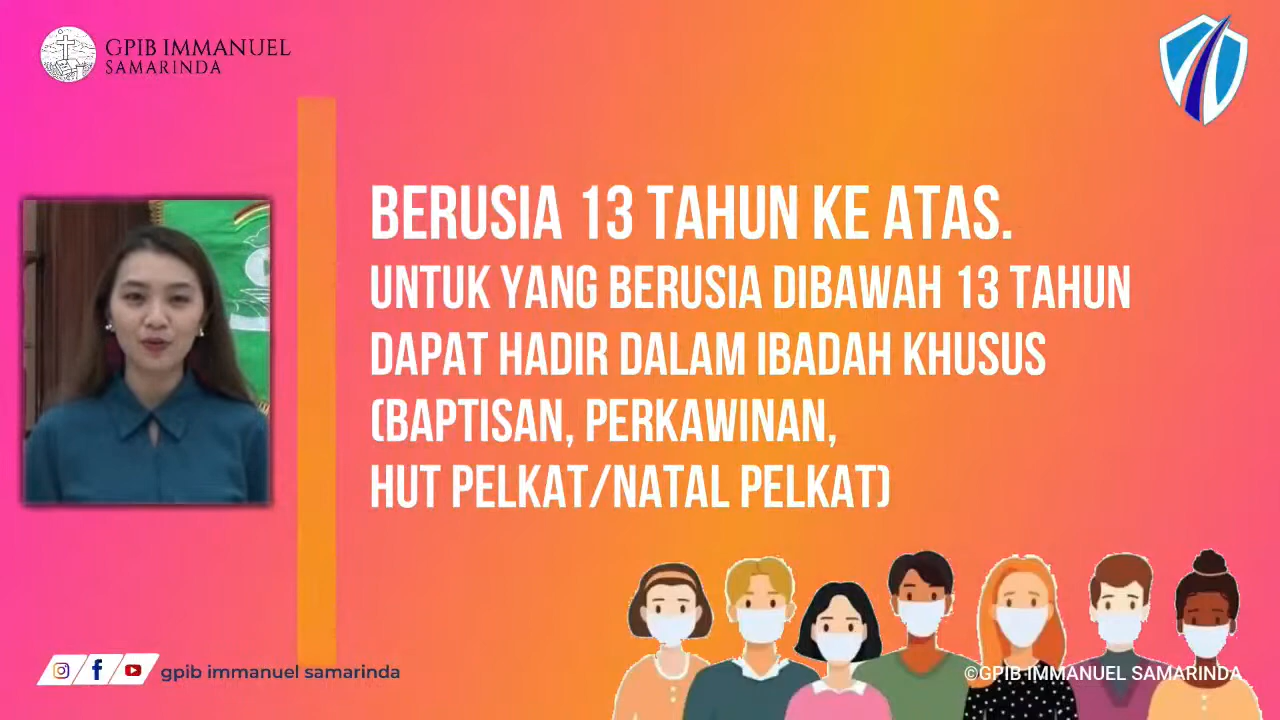 GPIB IMMANUEL
SAMARINDA
BERUSIA 13 TAHUN KE ATAS.
UNTUK YANG BERUSIA DIBAWAH 13 TAHUN
DAPAT HADIR DALAM IBADAH KHUSUS
(BAPTISAN, PERKAWINAN,
HUT PELKAT/NATAL PELKAT)
gpib immanuel samarinda
©GPIB IMMANUEL SAMARINDA